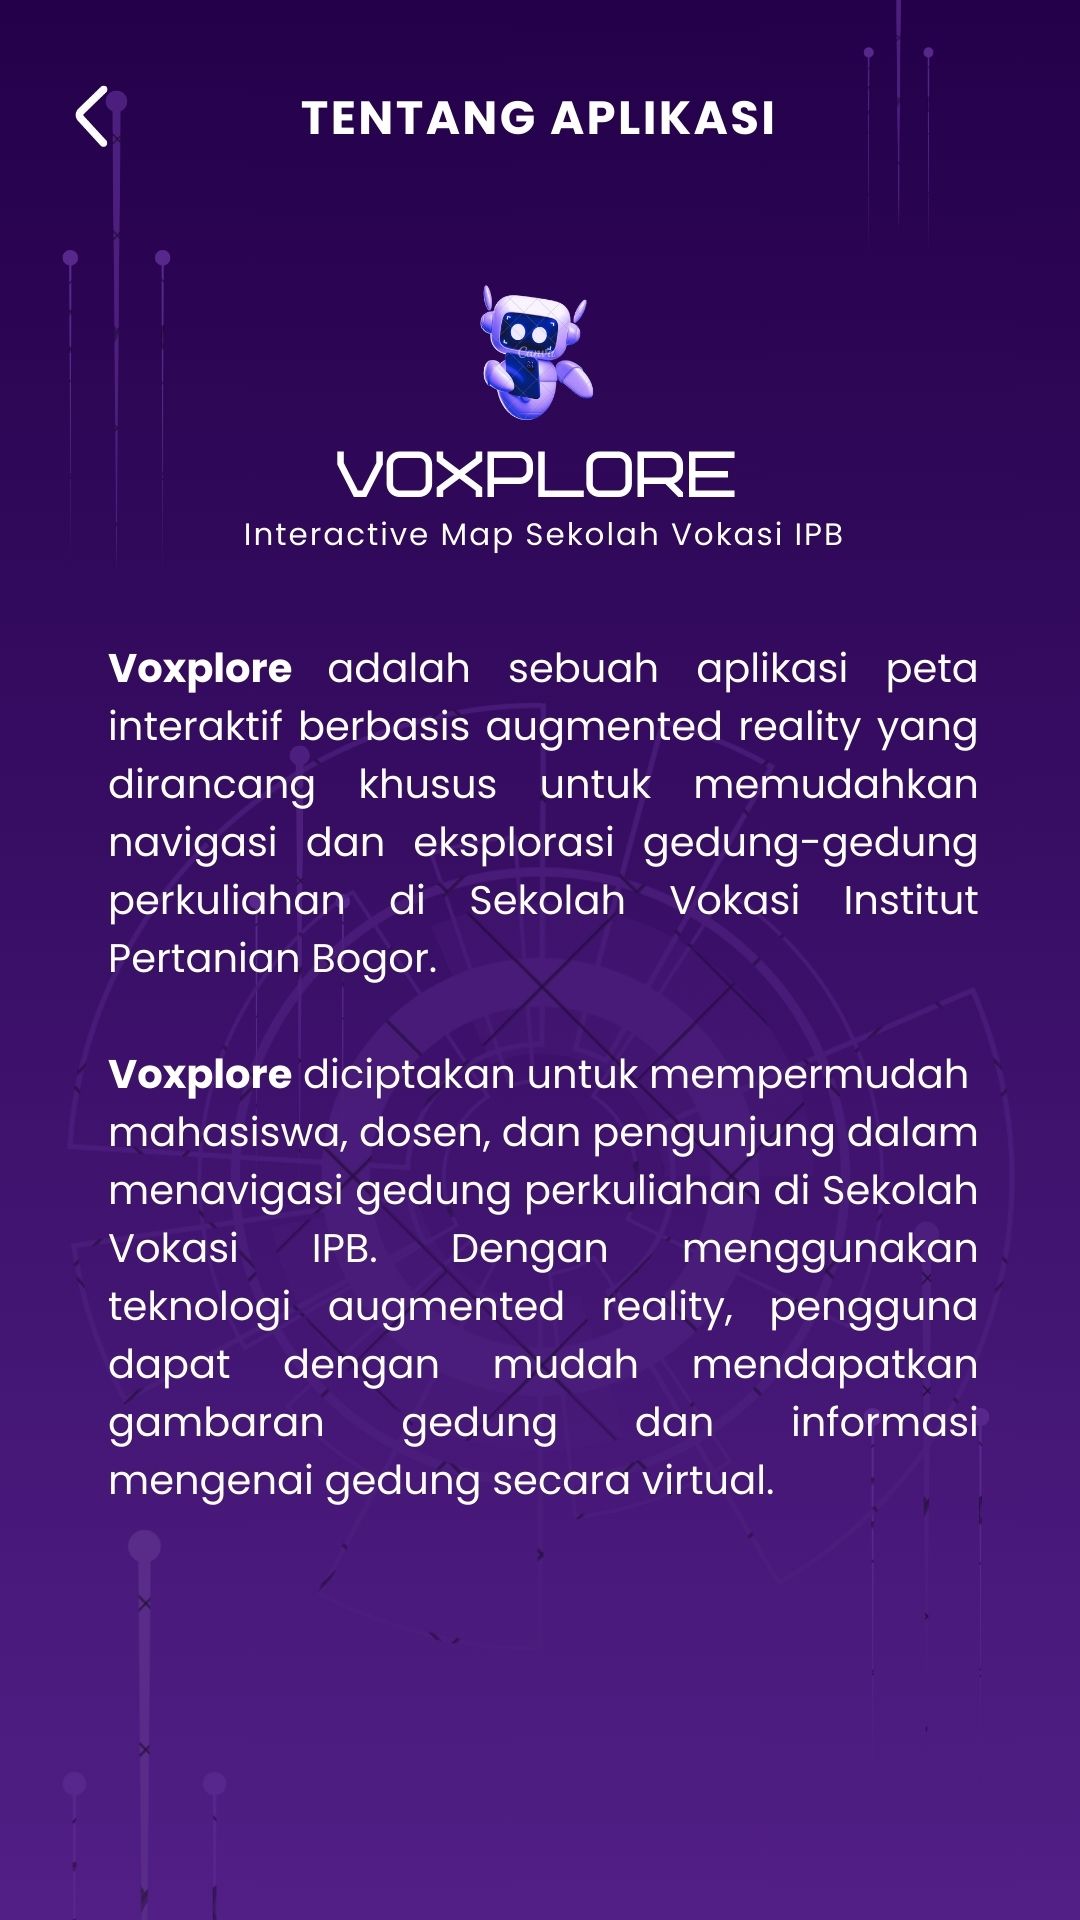 TENTANG APLIKASI
Canva
VOXPLORE
Interactive Map Sekolah Vokasi IPB
Voxplore adalah sebuah aplikasi peta
interaktif berbasis augmented reality yang
dirancang khusus untuk memudahkan
navigasi dan eksplorasi gedung-gedung
perkuliahan di Sekolah Vokasi Institut
Pertanian Bogor.
Voxplore diciptakan untuk mempermudah
mahasiswa, dosen, dan pengunjung dalam
menavigasi gedung perkuliahan di Sekolah
Vokasi IPB. Dengan menggunakan
teknologi augmented reality, pengguna
dapat dengan mudah mendapatkan
gambaran gedung dan informasi
mengenai gedung secara virtual.